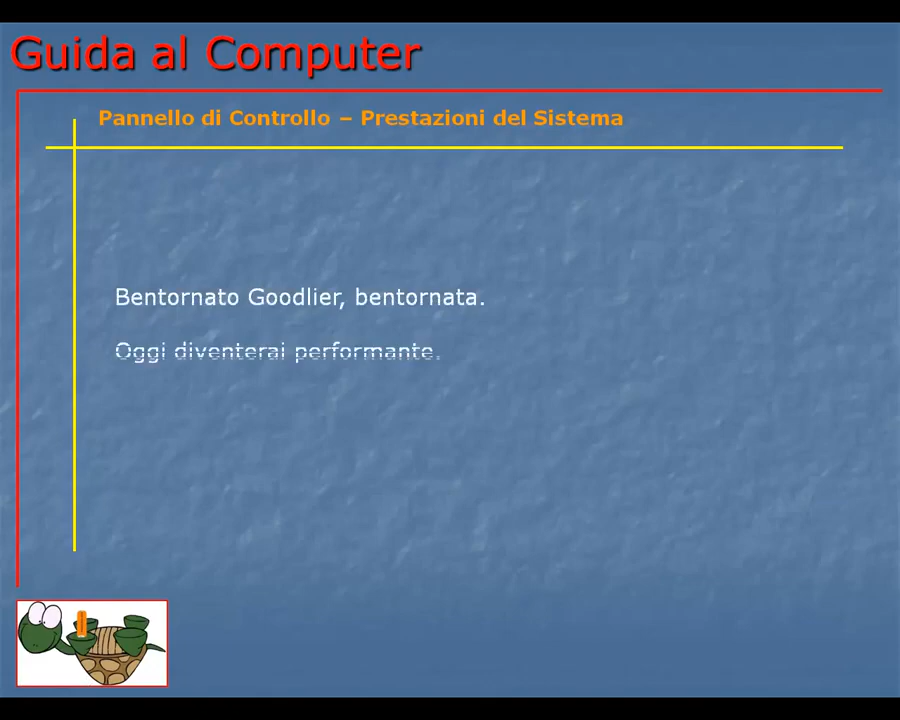 Guida al Computer
Pannello di Controllo – Prestazioni del Sistema
Bentornato Goodlier, bentornata.
Oggi diventerai performante.